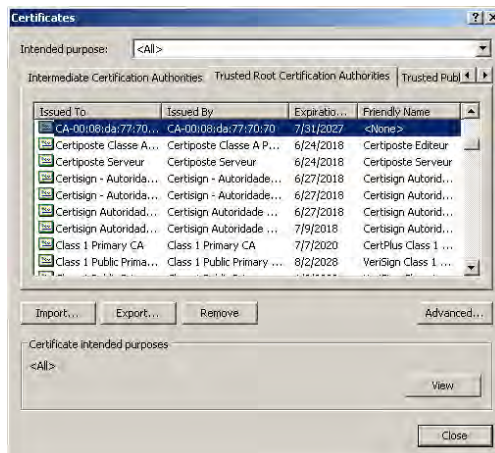 Certificates
Intended purpose: <All>
Intermediate Certification Authorities Trusted Root Certification Authorities Trusted Publ
Issued To Issued By Expiratio... Friendly Name
CA-00:08:da:77:70... CA-00:08:da:77:70:70 7/31/2027 <None>
Certiposte Classe A... Certiposte Classe A P... 6/24/2018 Certiposte Editeur
Certiposte Serveur Certiposte Serveur 6/24/2018 Certiposte Serveur
Certisign - Autorida... Certisign - Autoridade... 6/27/2018 Certisign Autorid...
Certisign - Autorida... Certisign - Autoridade... 6/27/2018 Certisign Autorid...
Certisign Autoridad... Certisign Autoridade ... 6/27/2018 Certisign Autorid...
Certisign Autoridad... Certisign Autoridade ... 7/9/2018 Certisign Autorid...
Class 1 Primary CA Class 1 Primary CA 7/7/2020 CertPlus Class 1 ...
Class 1 Public Prima... Class 1 Public Primary ... 8/2/2028 VeriSign Class 1 ...
Import... Export... Remove Advanced...
Certificate intended purposes
<All>
View
Close